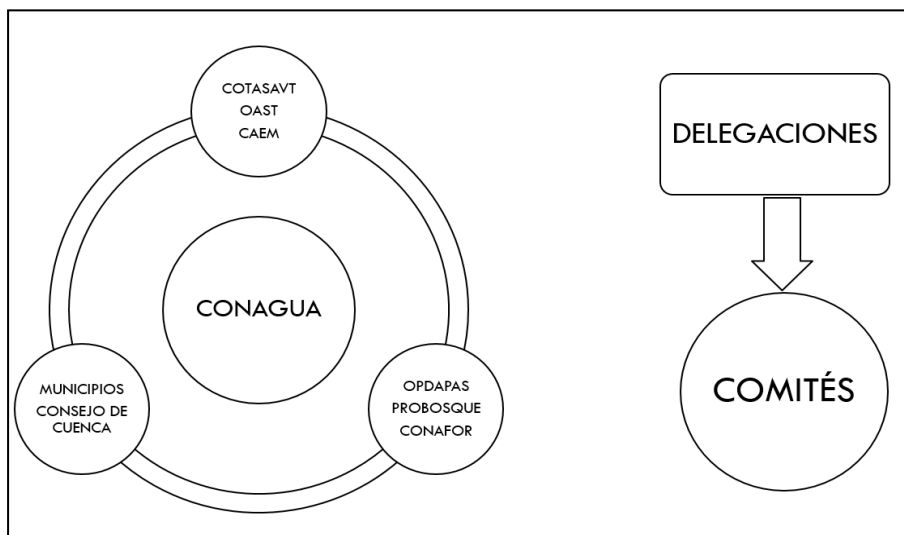 COTASAVT
OAST
CAEM
CONAGUA
MUNICIPIOS
CONSEJO DE
CUENCA
OPDAPAS
PROBOSQUE
CONAFOR
DELEGACIONES
COMITÉS